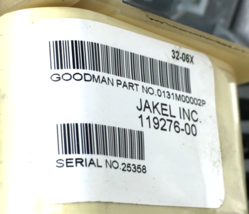 32-06X
GOODMAN PART NO.0131M00002P
JAKEL INC.
119276-00
SERIAL NO.25358